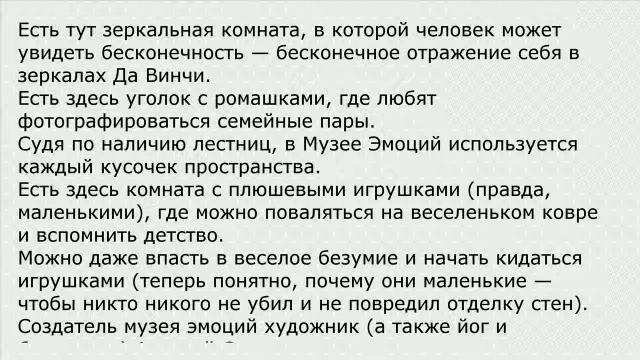 Есть тут зеркальная комната, в которой человек может
увидеть бесконечность — бесконечное отражение себя в
зеркалах Да Винчи.
Есть здесь уголок с ромашками, где любят
фотографироваться семейные пары.
Судя по наличию лестниц, в Музее Эмоций используется
каждый кусочек пространства.
Есть здесь комната с плюшевыми игрушками (правда,
маленькими), где можно поваляться на веселеньком ковре
и вспомнить детство.
Можно даже впасть в веселое безумие и начать кидаться
игрушками (теперь понятно, почему они маленькие —
чтобы никто никого не убил и не повредил отделку стен).
Создатель музея эмоций художник (а также йог и